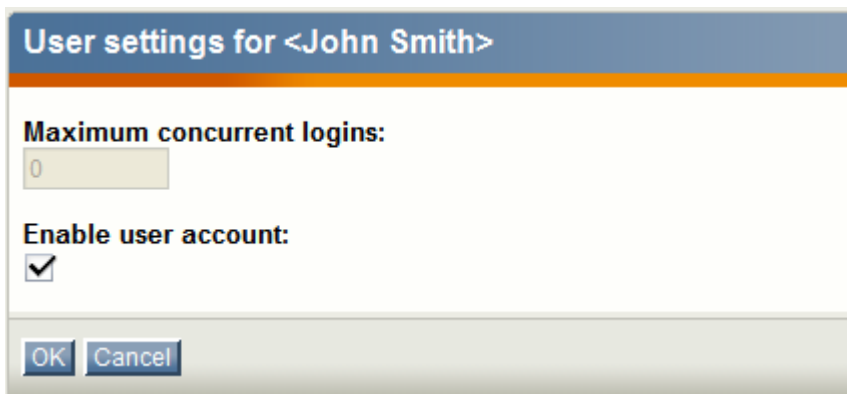 User settings for <John Smith>
Maximum concurrent logins:
0
Enable user account:
OK Cancel